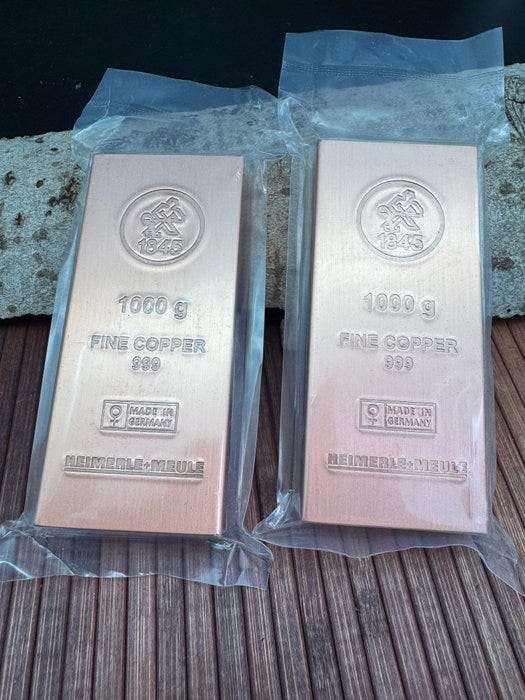 1845
1000 g
FINE COPPER
999
MADE IN
GERMANY
HEIMERLE+MEULE
1845
1000 g
FINE COPPER
999
MADE IN
GERMANY
HEIMERLE+MEULE